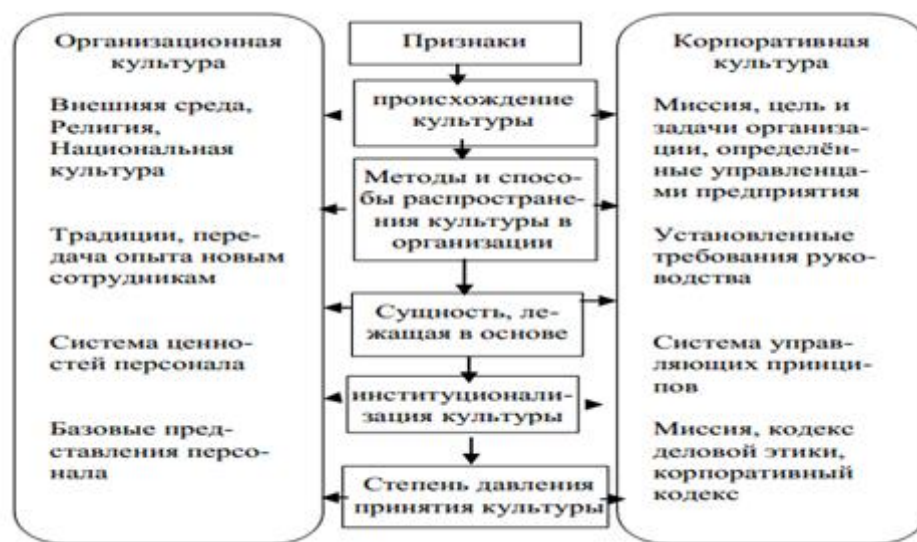 Организационная
культура
Внешняя среда,
Религия,
Национальная
культура
Традиции, пере-
дача опыта новым
сотрудникам
Система ценно-
стей персонала
Базовые пред-
ставления персо-
нала
Признаки
происхождение
культуры
Методы и спосо-
бы распростране-
ния культуры в
организации
Сущность, ле-
жащая в основе
институционали-
зация культуры
Степень давления
принятия культуры
Корпоративная
культура
Миссия, цель и
задачи организа-
ции, определён-
ные управленца-
ми предприятия
Установленные
требования руко-
водства
Система управ-
ляющих принци-
пов
Миссия, кодекс
деловой этики,
корпоративный
кодекс